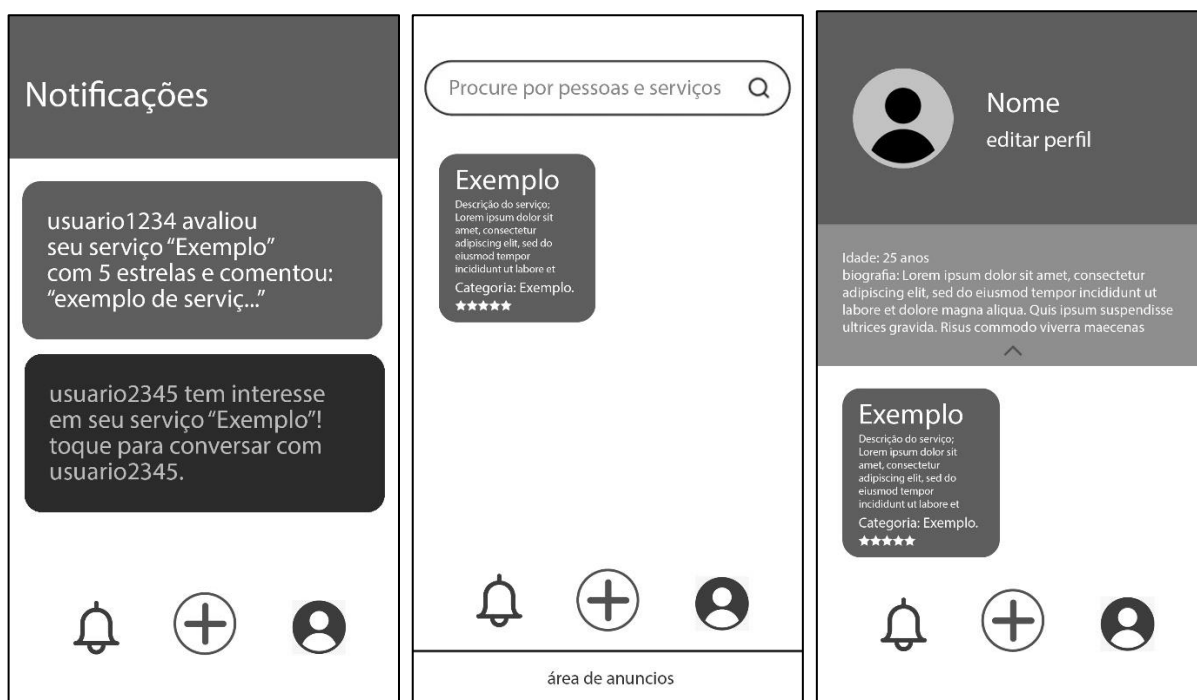 Notificações
usuario1234 avaliou
seu serviço “Exemplo”
com 5 estrelas e comentou:
“exemplo de serviç...”
usuario2345 tem interesse
em seu serviço “Exemplo”!
toque para conversar com
usuario2345.
Procure por pessoas e serviços
Exemplo
Descrição do serviço;
Lorem ipsum dolor sit
amet, consectetur
adipiscing elit, sed do
eiusmod tempor
incididunt ut labore et
Categoria: Exemplo.
área de anuncios
Nome
editar perfil
Idade: 25 anos
biografia: Lorem ipsum dolor sit amet, consectetur
adipiscing elit, sed do eiusmod tempor incididunt ut
labore et dolore magna aliqua. Quis ipsum suspendisse
ultrices gravida. Risus commodo viverra maecenas
Exemplo
Descrição do serviço;
Lorem ipsum dolor sit
amet, consectetur
adipiscing elit, sed do
eiusmod tempor
incididunt ut labore et
Categoria: Exemplo.